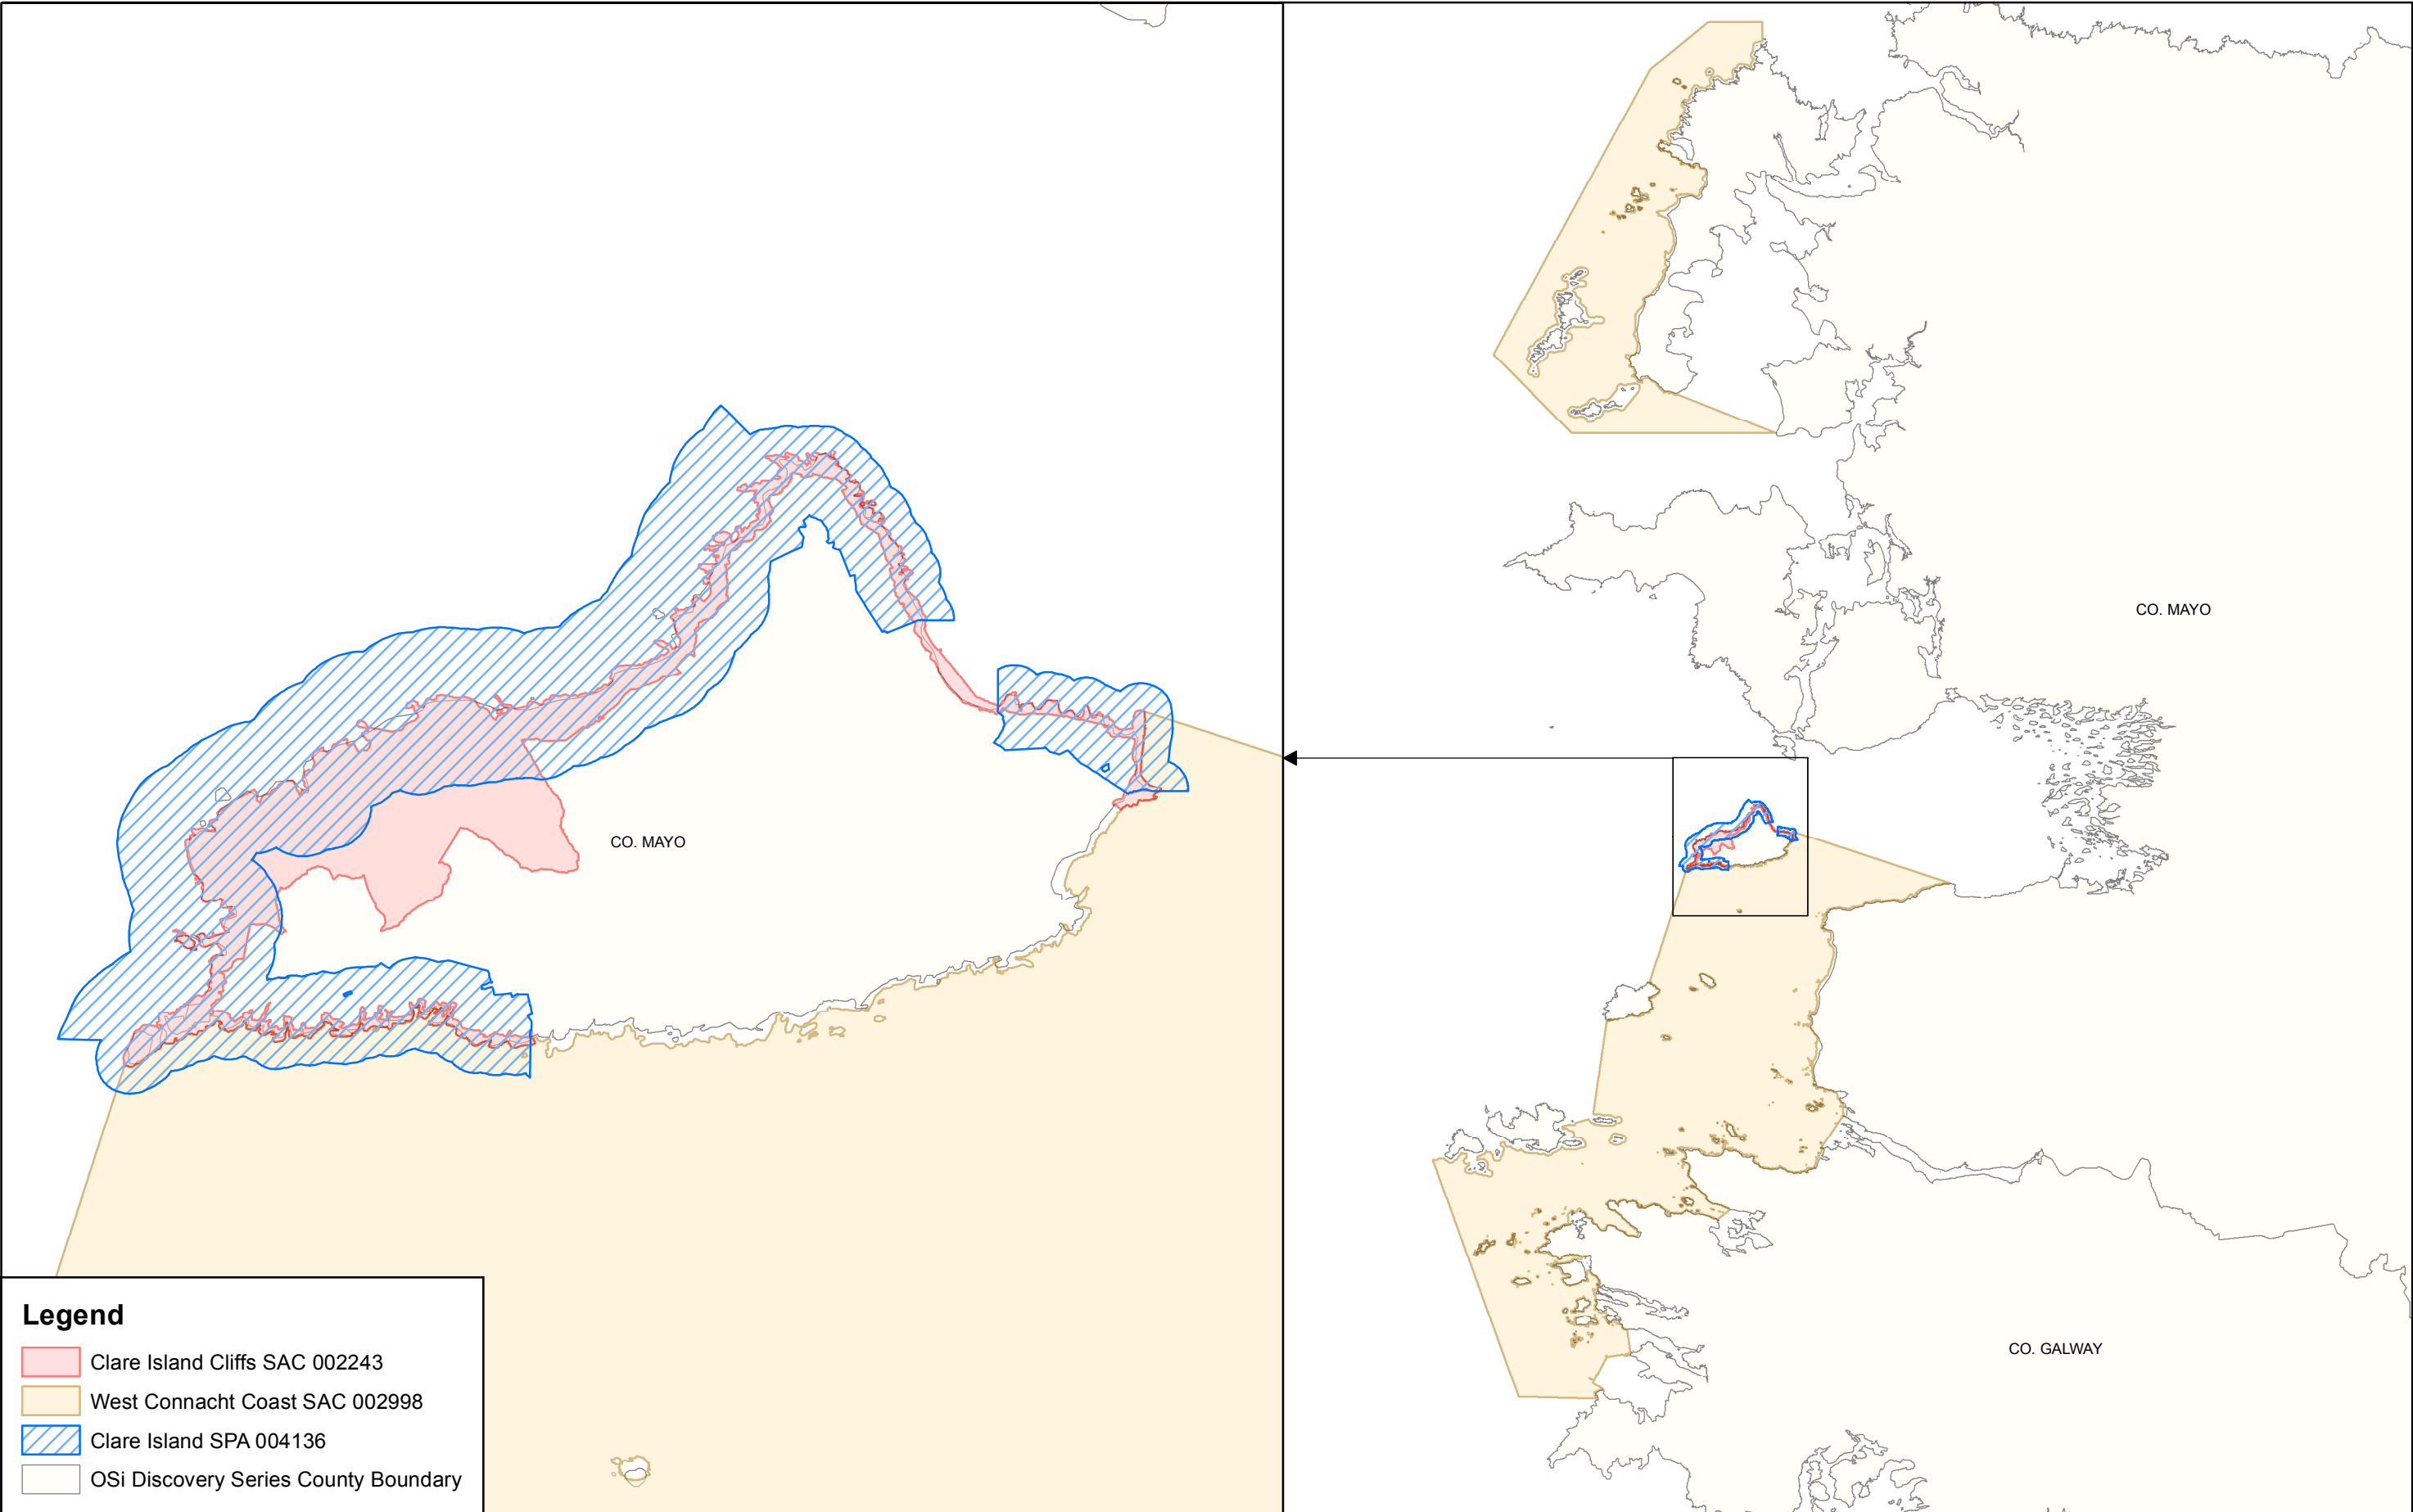 CO. MAYO
CO. MAYO
CO. GALWAY
Legend
Clare Island Cliffs SAC 002243
West Connacht Coast SAC 002998
Clare Island SPA 004136
OSi Discovery Series County Boundary